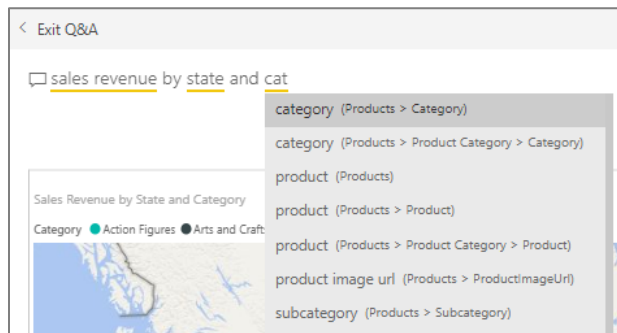 Exit Q&A
sales revenue by state and cat
category (Products > Category)
category (Products > Product Category > Category)
product (Products)
product (Products > Product)
product (Products > Product Category > Product)
product image url (Products > ProductImageUrl)
subcategory (Products > Subcategory)
Sales Revenue by State and Category
Category Action Figures Arts and Craft